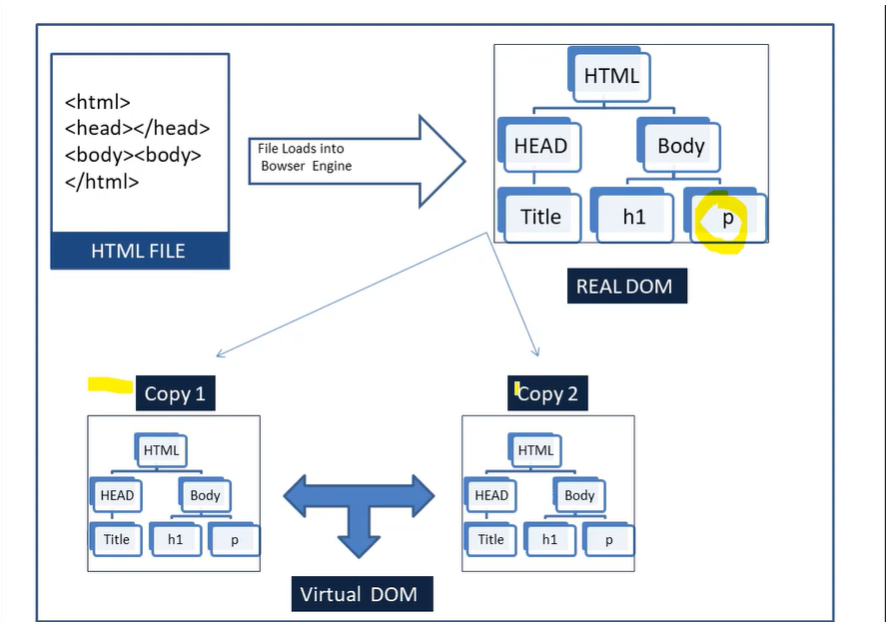 <html>
<head></head>
<body><body>
</html>
HTML FILE
File Loads into
Bowser Engine
HTML
HEAD
Body
Title
h1
p
REAL DOM
Copy 1
HTML
HEAD
Body
Title
h1
p
Copy 2
HTML
HEAD
Body
Title
h1
p
Virtual DOM